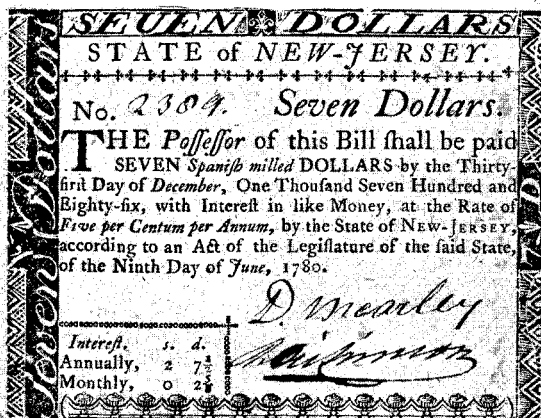 SEVEN DOLLARS
STATE of NEW-JERSEY.
No. 2389. Seven Dollars.
THE Poſſeſſor of this Bill ſhall be paid
SEVEN Spaniſh milled DOLLARS by the Thirty-
firſt Day of December, One Thouſand Seven Hundred and
Eighty-ſix, with Intereſt in like Money, at the Rate of
Five per Centum per Annum, by the State of NEW-JERSEY,
according to an Act of the Legiſlature of the ſaid State,
of the Ninth Day of June, 1780.
D. Brearley
Intereſt. s. d.
Annually, 2 7½
Monthly, 0 2⅝
Seven Dollars